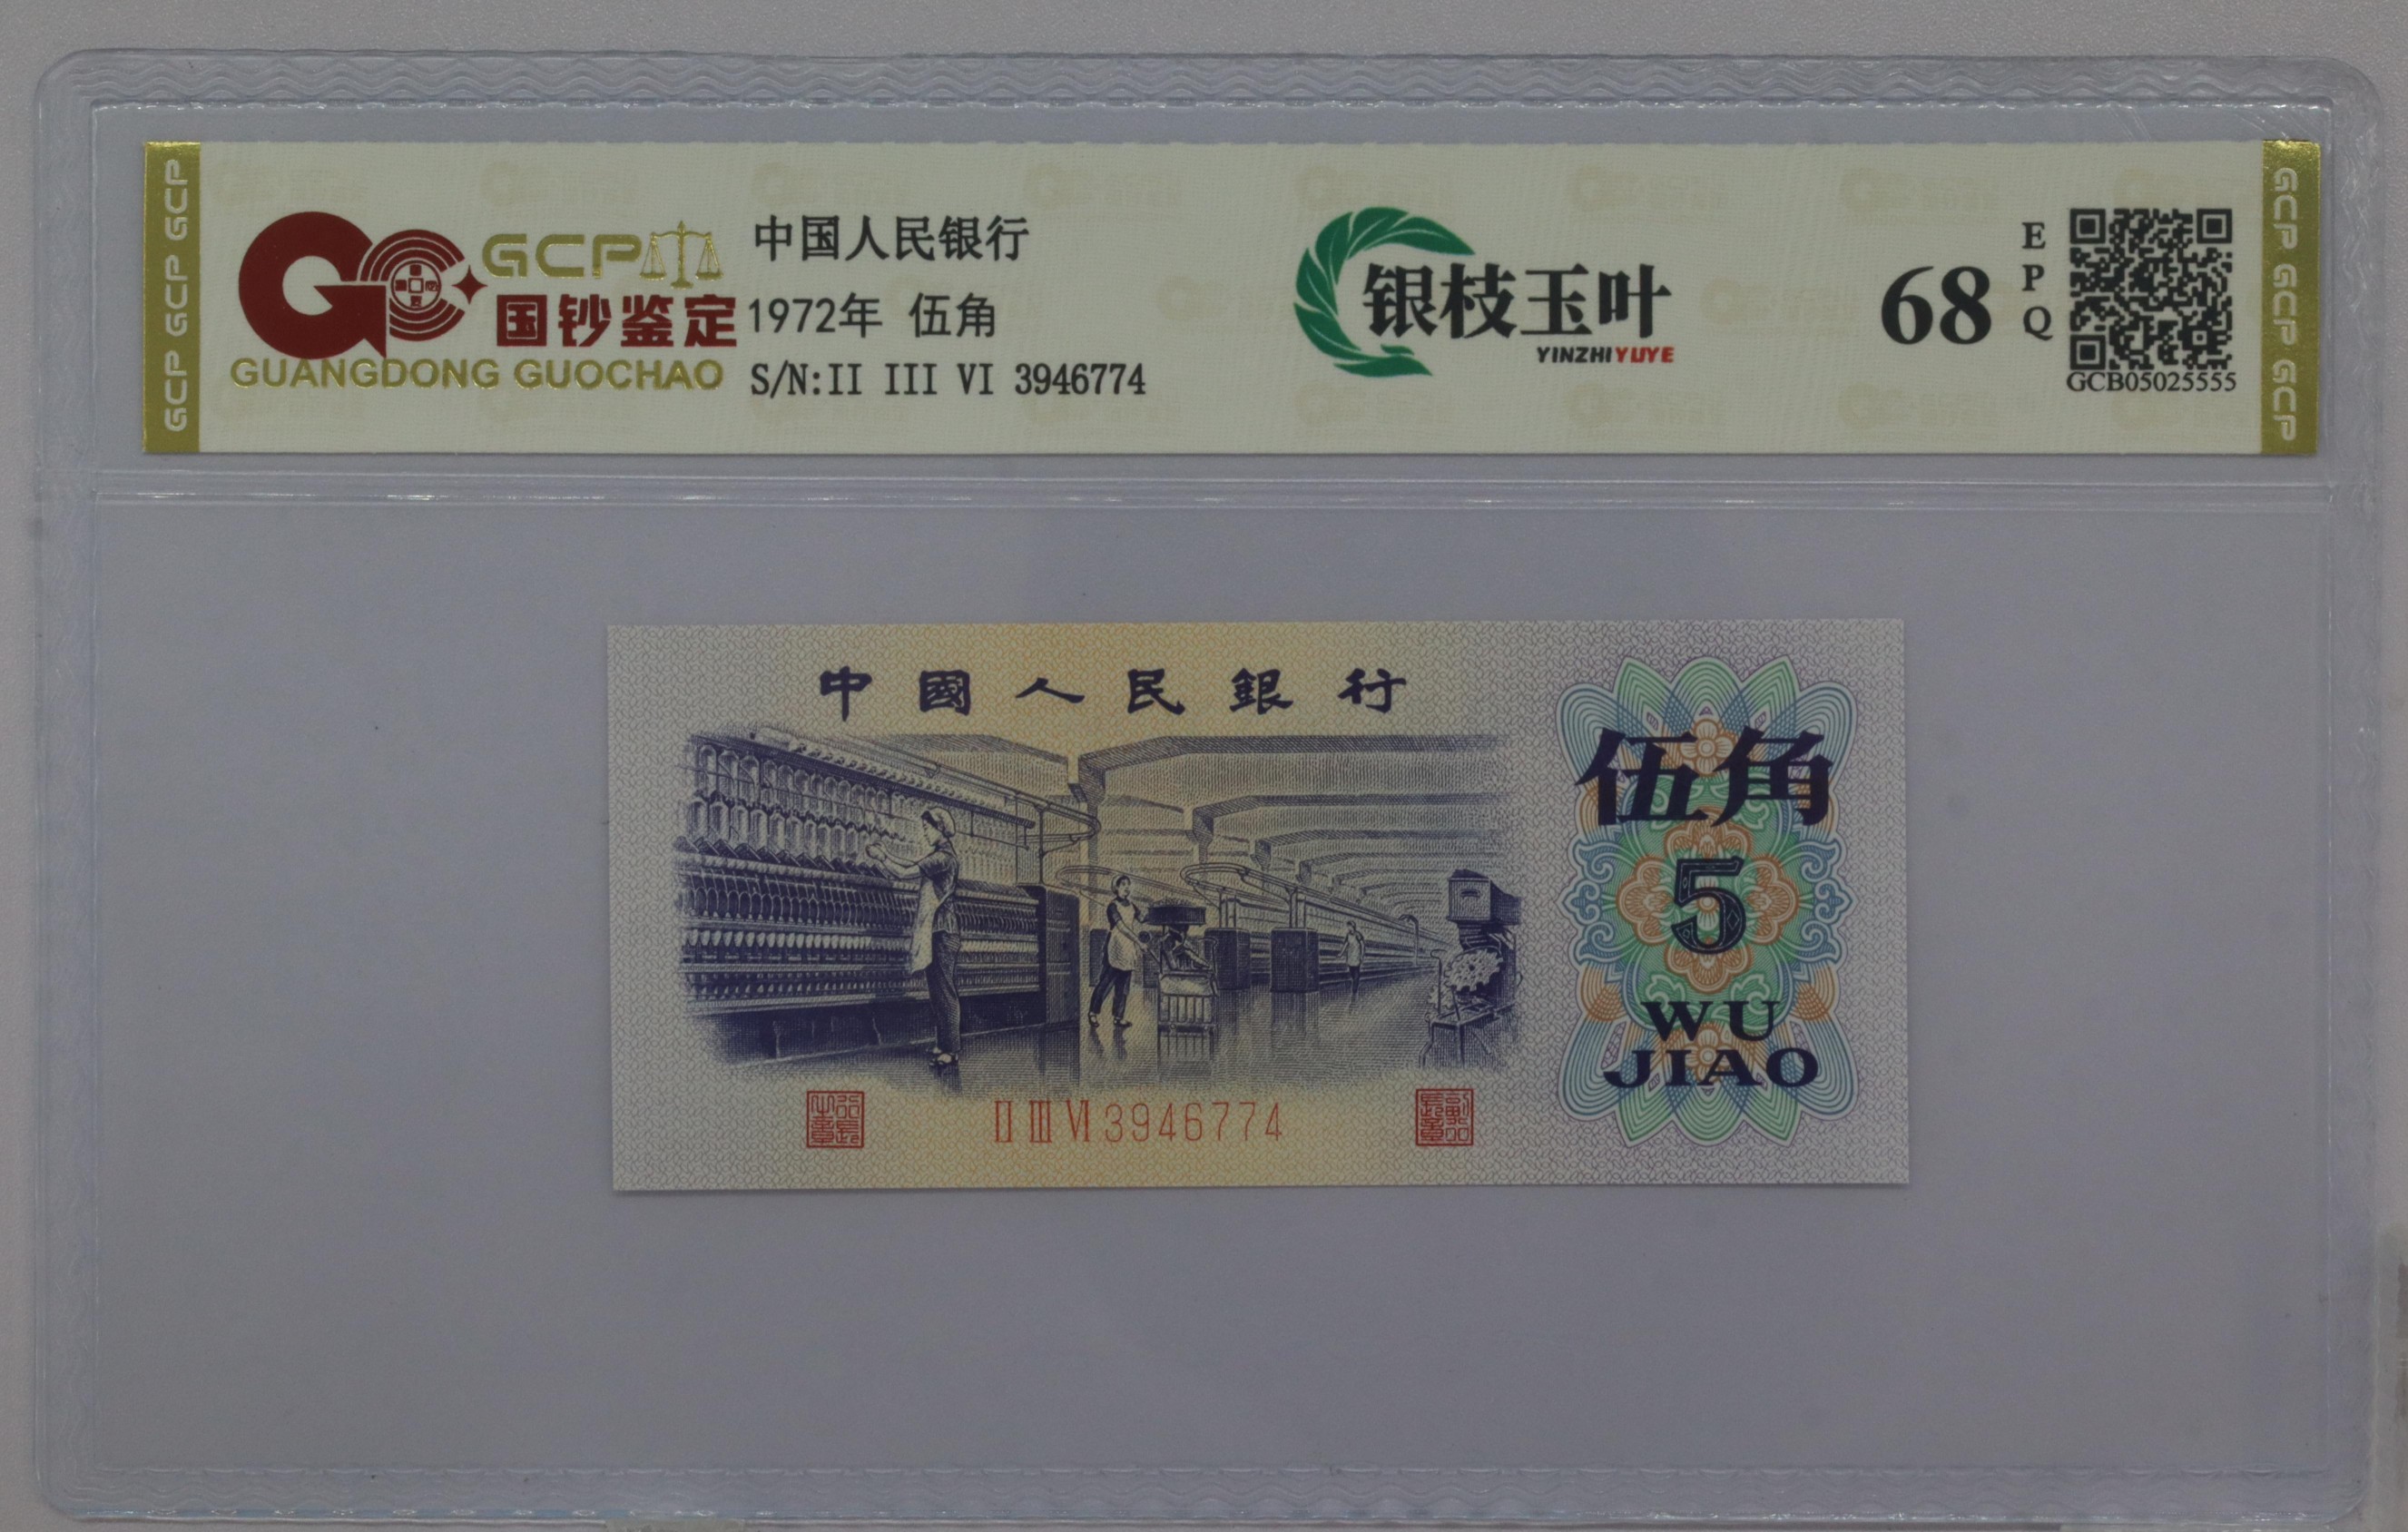 GCP GCP GCP
GCP
国钞鉴定
GUANGDONG GUOCHAO
中国人民银行
1972年 伍角
S/N:II III VI 3946774
银枝玉叶
YINZHIYUYE
68
EPQ
GCB05025555
GCP GCP GCP
中國人民銀行
伍角
5
WU
JIAO
II III VI 3946774